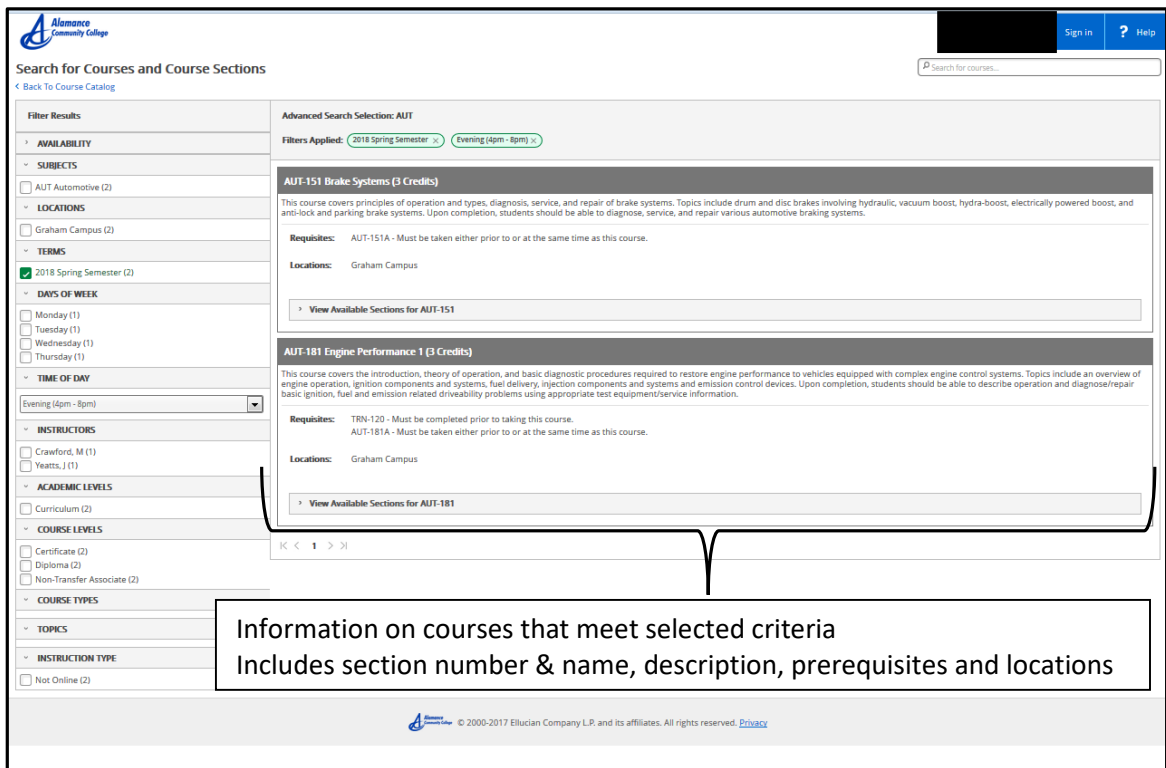 Alamance
Community College
Sign in
? Help
Search for Courses and Course Sections
Search for courses...
< Back To Course Catalog
Filter Results
AVAILABILITY
SUBJECTS
AUT Automotive (2)
LOCATIONS
Graham Campus (2)
TERMS
2018 Spring Semester (2)
DAYS OF WEEK
Monday (1)
Tuesday (1)
Wednesday (1)
Thursday (1)
TIME OF DAY
Evening (4pm - 8pm)
INSTRUCTORS
Crawford, M (1)
Yeatts, J (1)
ACADEMIC LEVELS
Curriculum (2)
COURSE LEVELS
Certificate (2)
Diploma (2)
Non-Transfer Associate (2)
COURSE TYPES
TOPICS
INSTRUCTION TYPE
Not Online (2)
Advanced Search Selection: AUT
Filters Applied: 2018 Spring Semester × Evening (4pm - 8pm) ×
AUT-151 Brake Systems (3 Credits)
This course covers principles of operation and types, diagnosis, service, and repair of brake systems. Topics include drum and disc brakes involving hydraulic, vacuum boost, hydra-boost, electrically powered boost, and
anti-lock and parking brake systems. Upon completion, students should be able to diagnose, service, and repair various automotive braking systems.
Requisites: AUT-151A - Must be taken either prior to or at the same time as this course.
Locations: Graham Campus
> View Available Sections for AUT-151
AUT-181 Engine Performance 1 (3 Credits)
This course covers the introduction, theory of operation, and basic diagnostic procedures required to restore engine performance to vehicles equipped with complex engine control systems. Topics include an overview of
engine operation, ignition components and systems, fuel delivery, injection components and systems and emission control devices. Upon completion, students should be able to describe operation and diagnose/repair
basic ignition, fuel and emission related driveability problems using appropriate test equipment/service information.
Requisites: TRN-120 - Must be completed prior to taking this course.
AUT-181A - Must be taken either prior to or at the same time as this course.
Locations: Graham Campus
> View Available Sections for AUT-181
1
Information on courses that meet selected criteria
Includes section number & name, description, prerequisites and locations
Alamance
Community College
© 2000-2017 Ellucian Company L.P. and its affiliates. All rights reserved. Privacy